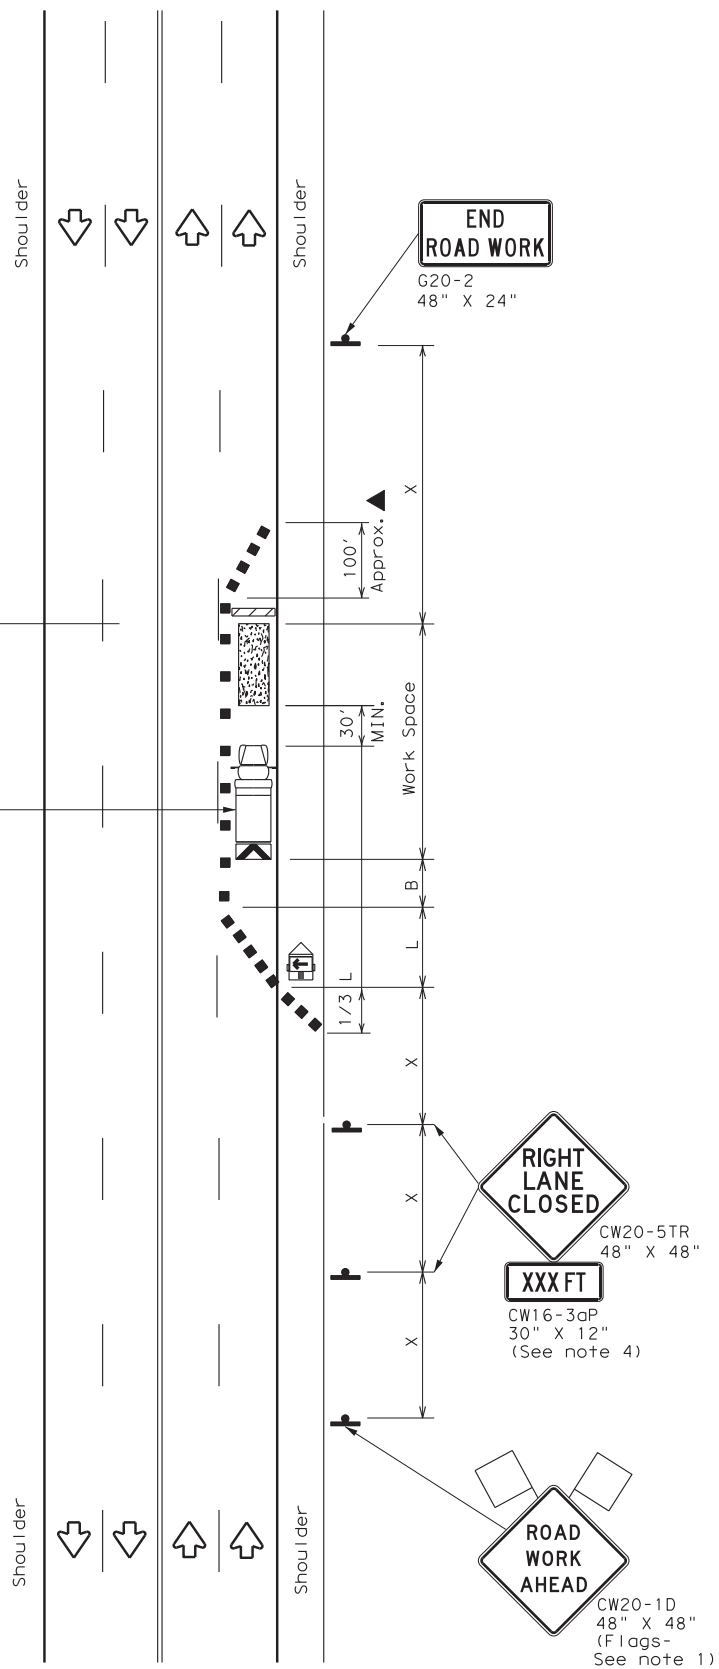 Shoulder
Shoulder
END
ROAD WORK
G20-2
48" X 24"
X
100'
Approx.
30'
MIN.
Work Space
B
L
1/3 L
X
RIGHT
LANE
CLOSED
CW20-5TR
48" X 48"
X
XXX FT
CW16-3aP
30" X 12"
(See note 4)
X
Shoulder
Shoulder
ROAD
WORK
AHEAD
CW20-1D
48" X 48"
(Flags-
See note 1)